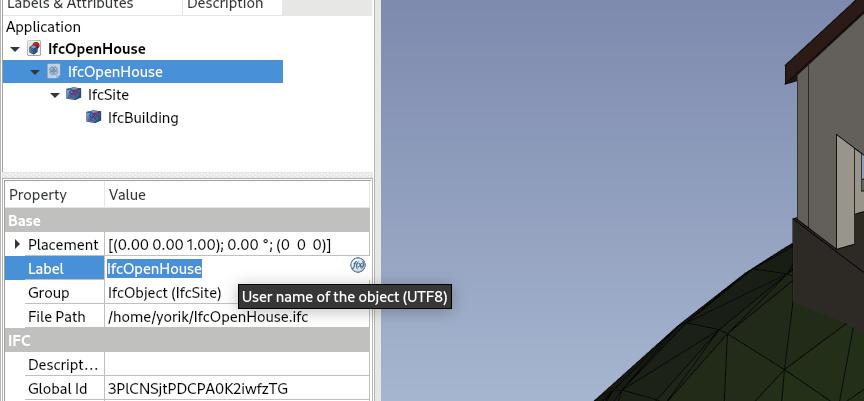 Labels & Attributes Description
Application
IfcOpenHouse
IfcOpenHouse
IfcSite
IfcBuilding
Property Value
Base
Placement [(0.00 0.00 1.00); 0.00 °; (0 0 0)]
Label IfcOpenHouse f(x)
Group IfcObject (IfcSite)
User name of the object (UTF8)
File Path /home/yorik/IfcOpenHouse.ifc
IFC
Descript...
Global Id 3PlCNSjtPDCPA0K2iwfzTG